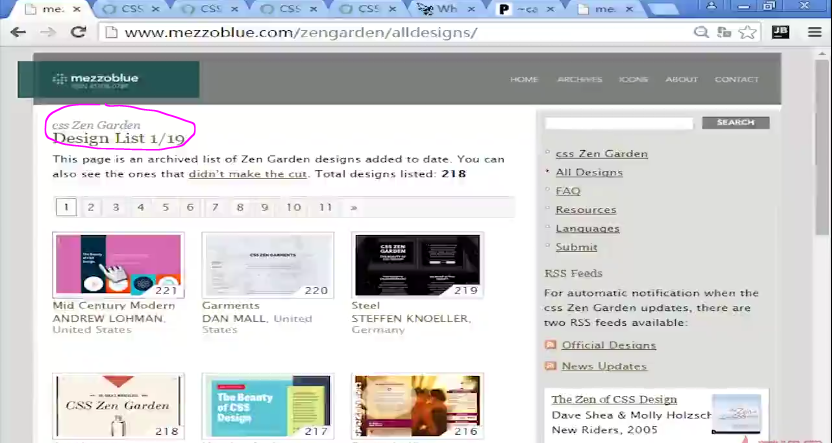 me.
CSS
CSS
CSS
CSS
Wh
P ~ca
me.
www.mezzoblue.com/zengarden/alldesigns/
JB
mezzoblue
HOME ARCHIVES ICONS ABOUT CONTACT
css Zen Garden
Design List 1/19
This page is an archived list of Zen Garden designs added to date. You can
also see the ones that didn't make the cut. Total designs listed: 218
1 2 3 4 5 6 7 8 9 10 11 »
221
Mid Century Modern
ANDREW LOHMAN,
United States
CSS ZEN GARMENTS
220
Garments
DAN MALL, United
States
CSS ZEN
GARDEN
219
Steel
STEFFEN KNOELLER,
Germany
CSS Zen Garden
218
The Beauty
of CSS
Design
217
216
SEARCH
css Zen Garden
All Designs
FAQ
Resources
Languages
Submit
RSS Feeds
For automatic notification when the
css Zen Garden updates, there are
two RSS feeds available:
Official Designs
News Updates
The Zen of CSS Design
Dave Shea & Molly Holzsch
New Riders, 2005